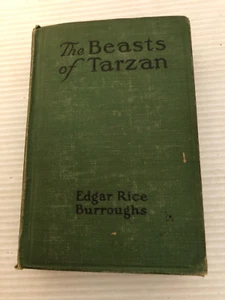 The Beasts
of Tarzan
Edgar Rice
Burroughs